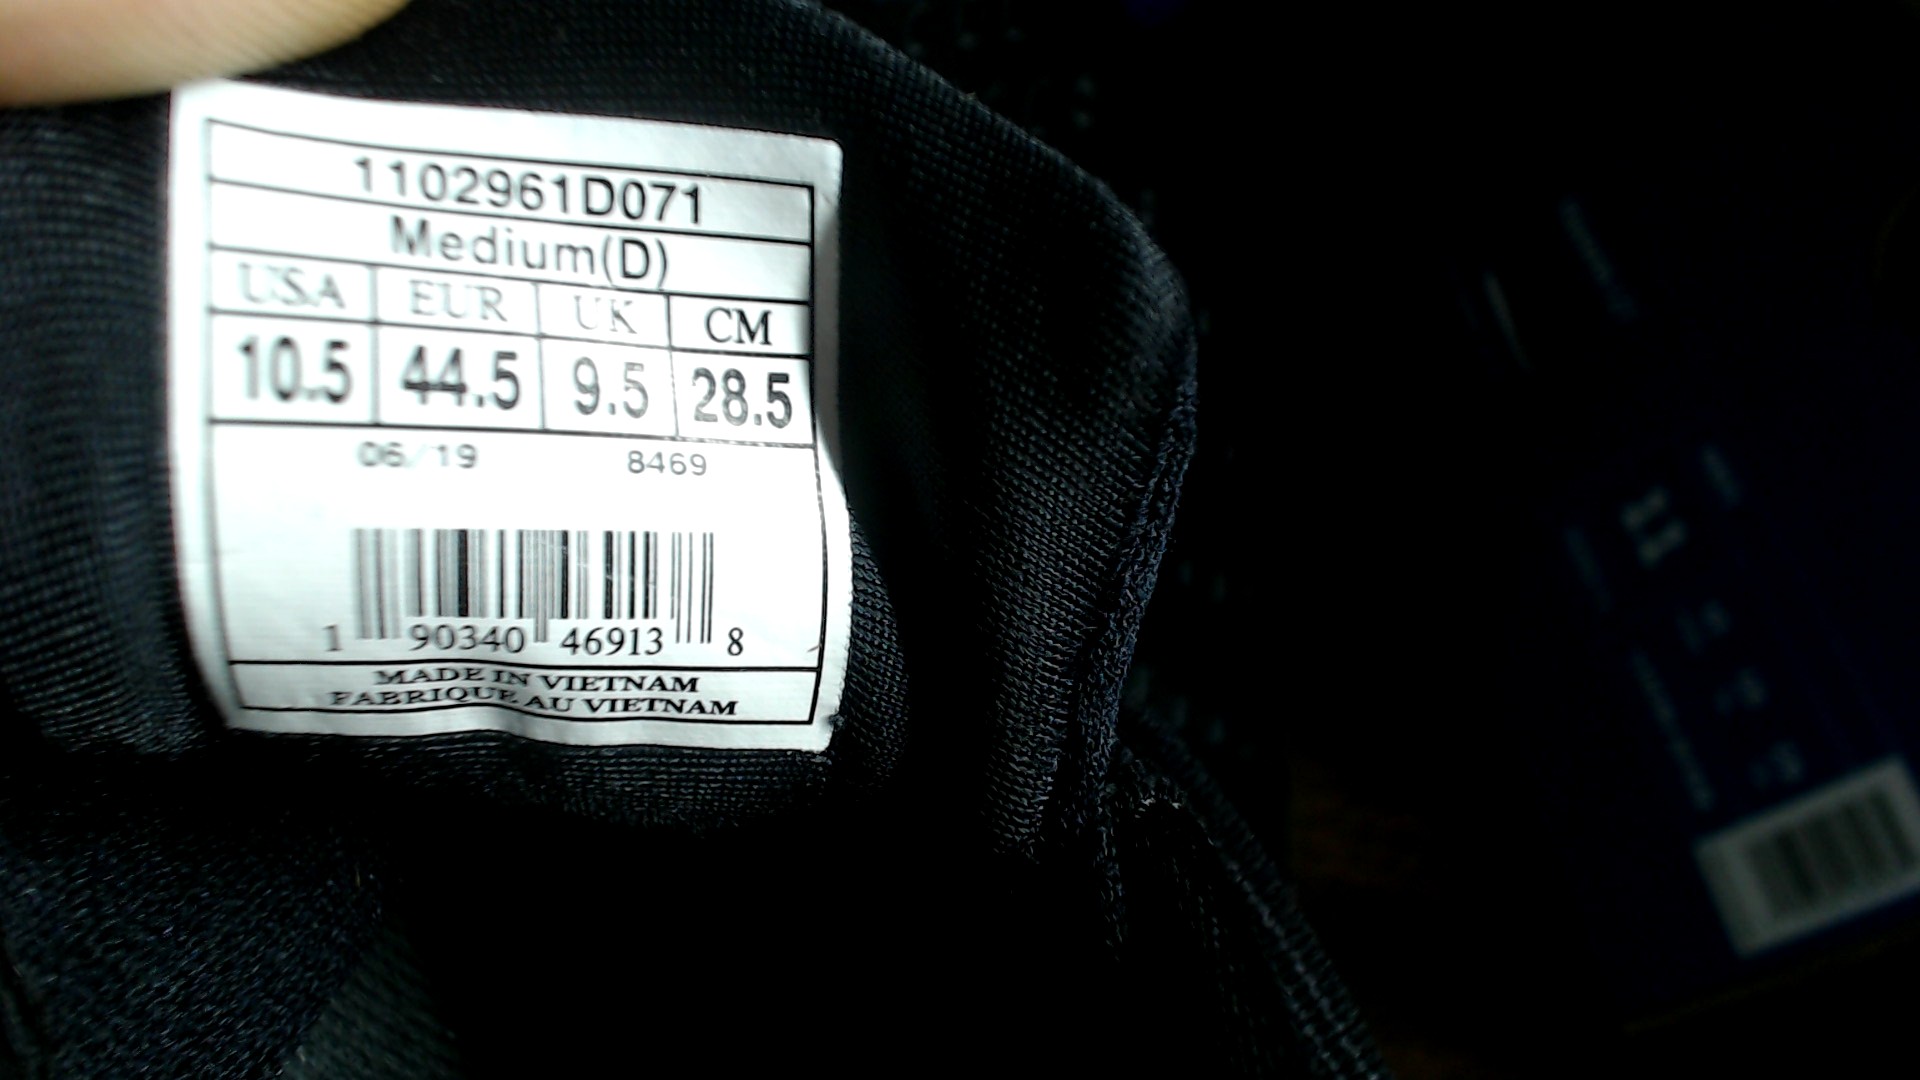 1102961D071
Medium(D)
USA EUR UK CM
10.5 44.5 9.5 28.5
06/19 8469
1 90340 46913 8
MADE IN VIETNAM
FABRIQUE AU VIETNAM